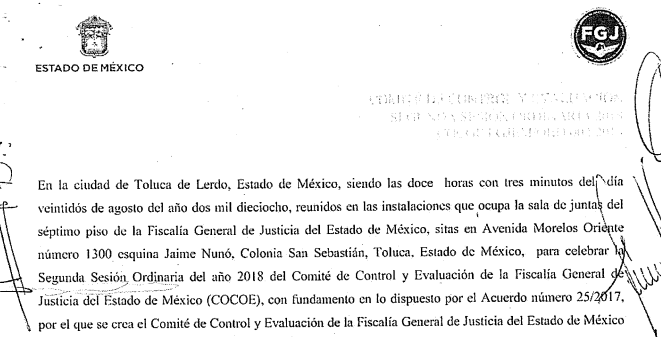 ESTADO DE MÉXICO
FGJ
COMITÉ DE CONTROL Y EVALUACIÓN
SEGUNDA SESIÓN ORDINARIA 2018
En la ciudad de Toluca de Lerdo, Estado de México, siendo las doce horas con tres minutos del día
veintidós de agosto del año dos mil dieciocho, reunidos en las instalaciones que ocupa la sala de juntas del
séptimo piso de la Fiscalía General de Justicia del Estado de México, sitas en Avenida Morelos Oriente
número 1300 esquina Jaime Nunó, Colonia San Sebastián, Toluca, Estado de México, para celebrar la
Segunda Sesión Ordinaria del año 2018 del Comité de Control y Evaluación de la Fiscalía General de
Justicia del Estado de México (COCOE), con fundamento en lo dispuesto por el Acuerdo número 25/2017,
por el que se crea el Comité de Control y Evaluación de la Fiscalía General de Justicia del Estado de México